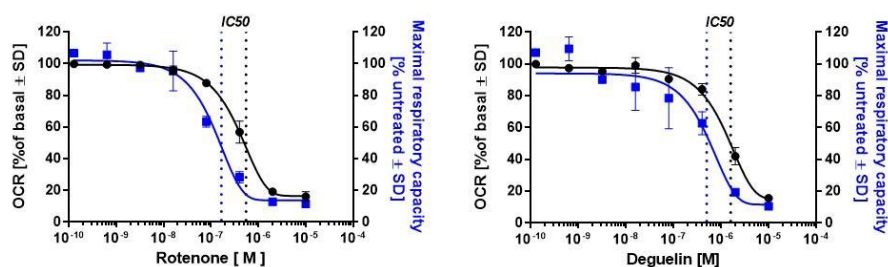 IC50
OCR [%of basal ± SD]
120
100
80
60
40
20
0
120
100
80
60
40
20
0
Maximal respiratory capacity
[% untreated ± SD]
10-10 10-9 10-8 10-7 10-6 10-5 10-4
Rotenone [ M ]
IC50
OCR [%of basal ± SD]
120
100
80
60
40
20
0
120
100
80
60
40
20
0
Maximal respiratory capacity
[% untreated ± SD]
10-10 10-9 10-8 10-7 10-6 10-5 10-4
Deguelin [M]